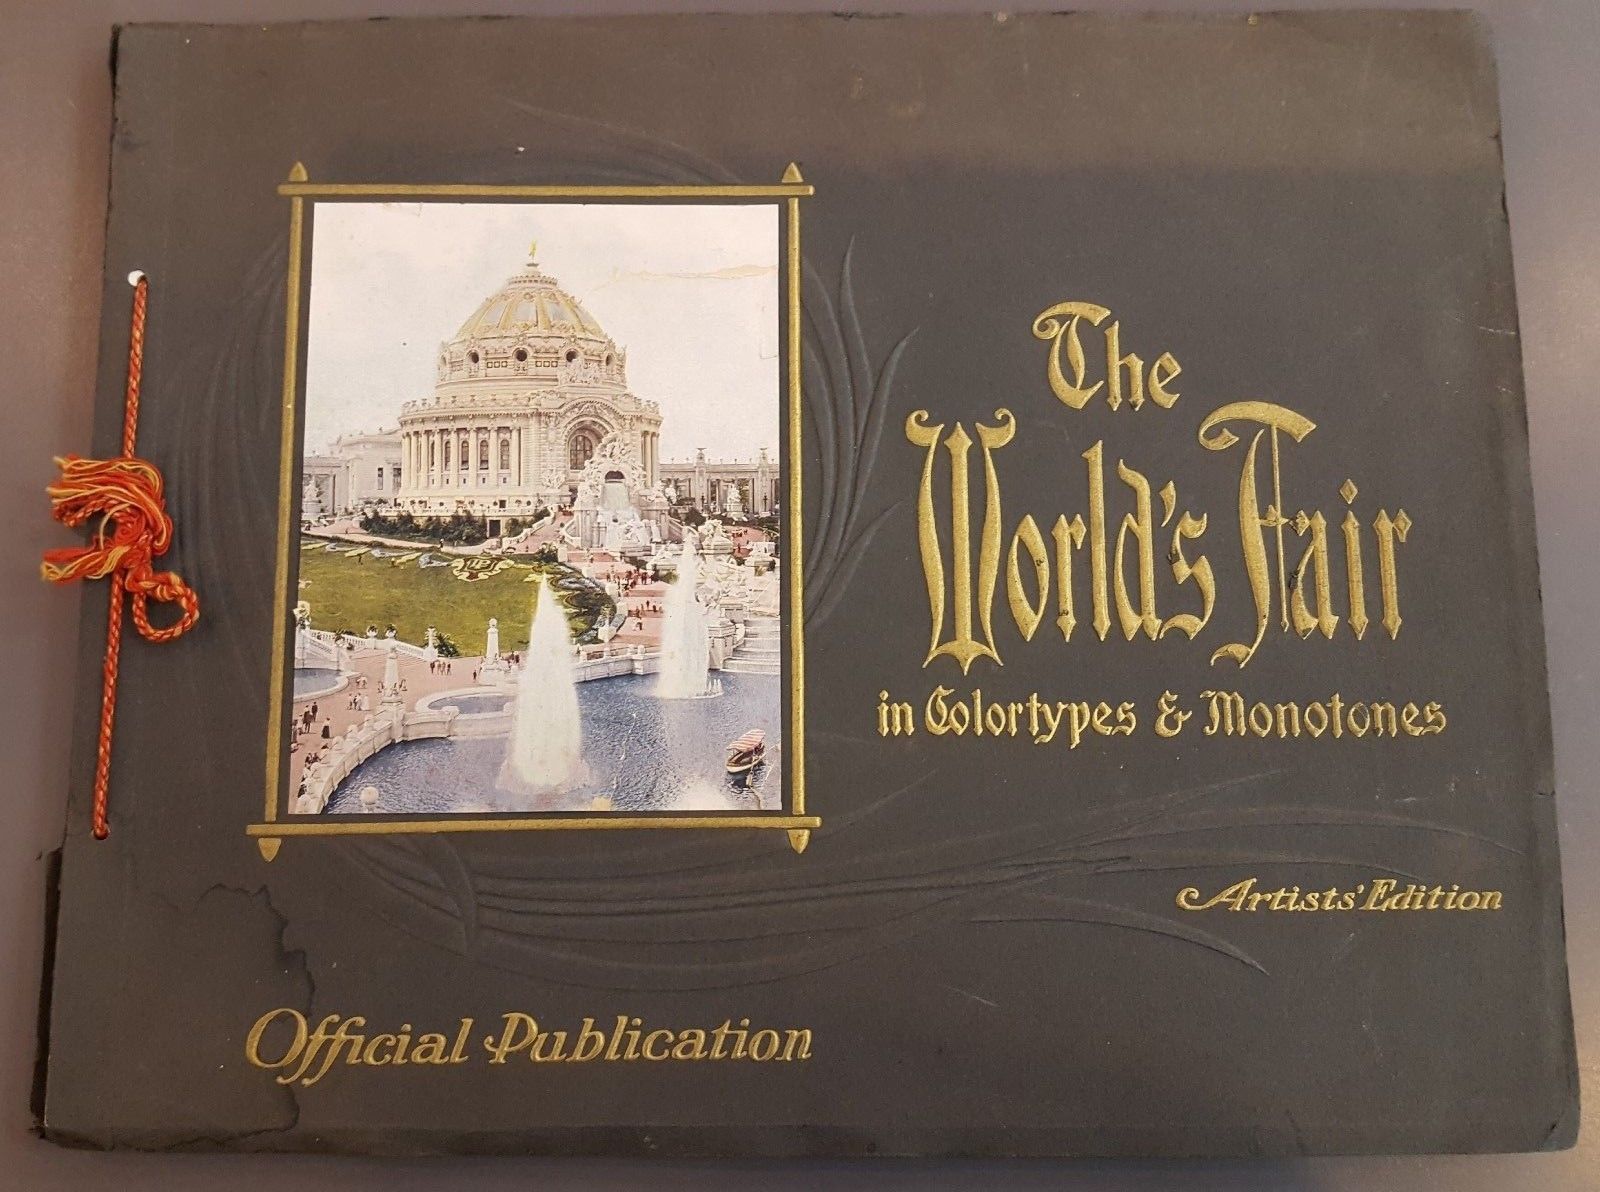 The
World's Fair
in Colortypes & Monotones
Artists' Edition
Official Publication